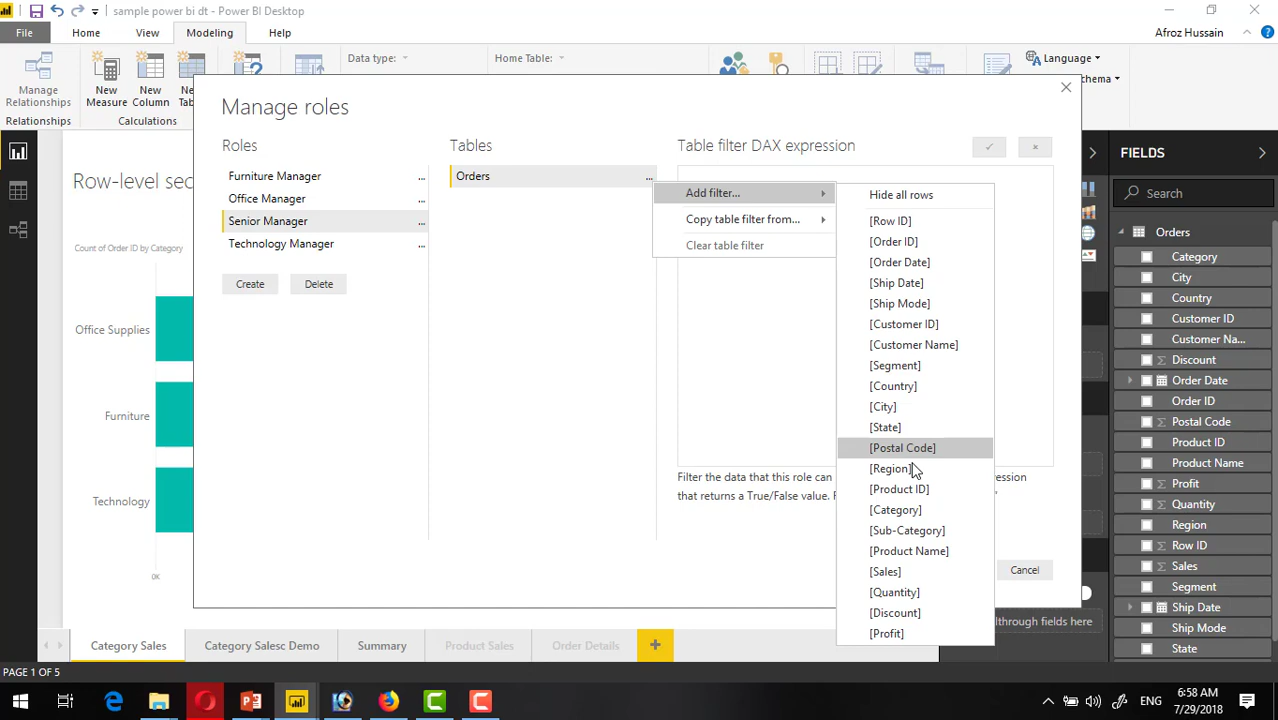 sample power bi dt - Power BI Desktop
File
Home
View
Modeling
Help
Afroz Hussain
Manage Relationships
Relationships
New Measure
New Column
New
Calculations
Data type:
Home Table:
Language
Manage roles
Roles
Furniture Manager ...
Office Manager ...
Senior Manager ...
Technology Manager ...
Create
Delete
Tables
Orders ...
Table filter DAX expression
Add filter...
Copy table filter from...
Clear table filter
Hide all rows
[Row ID]
[Order ID]
[Order Date]
[Ship Date]
[Ship Mode]
[Customer ID]
[Customer Name]
[Segment]
[Country]
[City]
[State]
[Postal Code]
[Region]
[Product ID]
[Category]
[Sub-Category]
[Product Name]
[Sales]
[Quantity]
[Discount]
[Profit]
Filter the data that this role can
that returns a True/False value.
Cancel
Row-level sec
Count of Order ID by Category
Office Supplies
Furniture
Technology
0K
FIELDS
Search
Orders
Category
City
Country
Customer ID
Customer Na...
Discount
Order Date
Order ID
Postal Code
Product ID
Product Name
Profit
Quantity
Region
Row ID
Sales
Segment
Ship Date
Ship Mode
State
fields here
Category Sales
Category Salesc Demo
Summary
Product Sales
Order Details
PAGE 1 OF 5
ENG
6:58 AM
7/29/2018